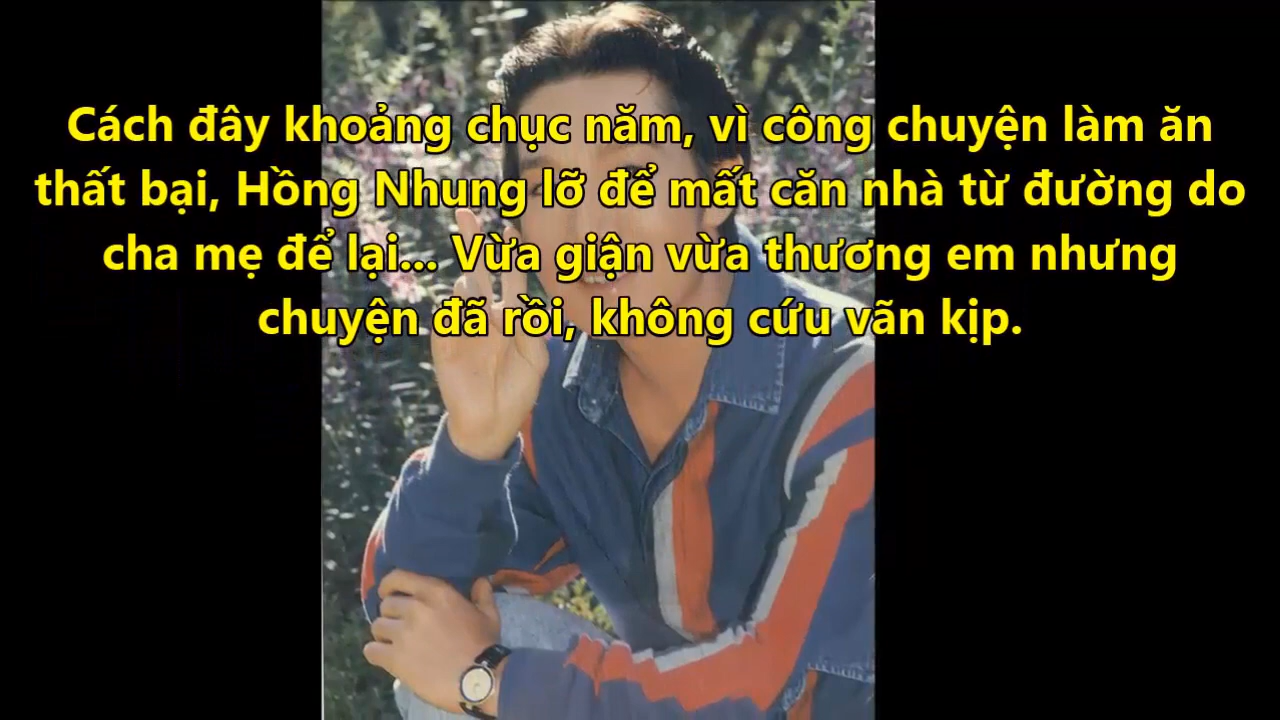 Cách đây khoảng chục năm, vì công chuyện làm ăn
thất bại, Hồng Nhung lỡ để mất căn nhà từ đường do
cha mẹ để lại... Vừa giận vừa thương em nhưng
chuyện đã rồi, không cứu vãn kịp.